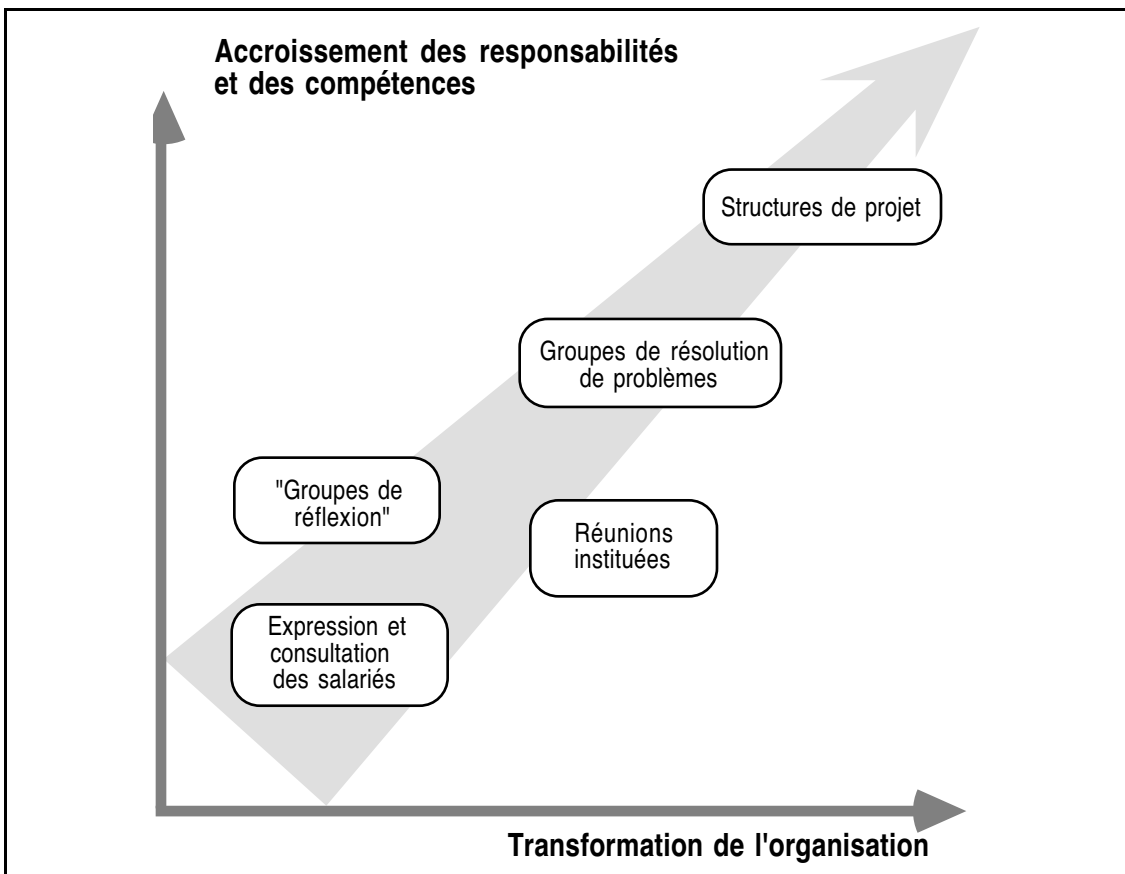 Accroissement des responsabilités
et des compétences
Structures de projet
Groupes de résolution
de problèmes
"Groupes de
réflexion"
Réunions
instituées
Expression et
consultation
des salariés
Transformation de l'organisation